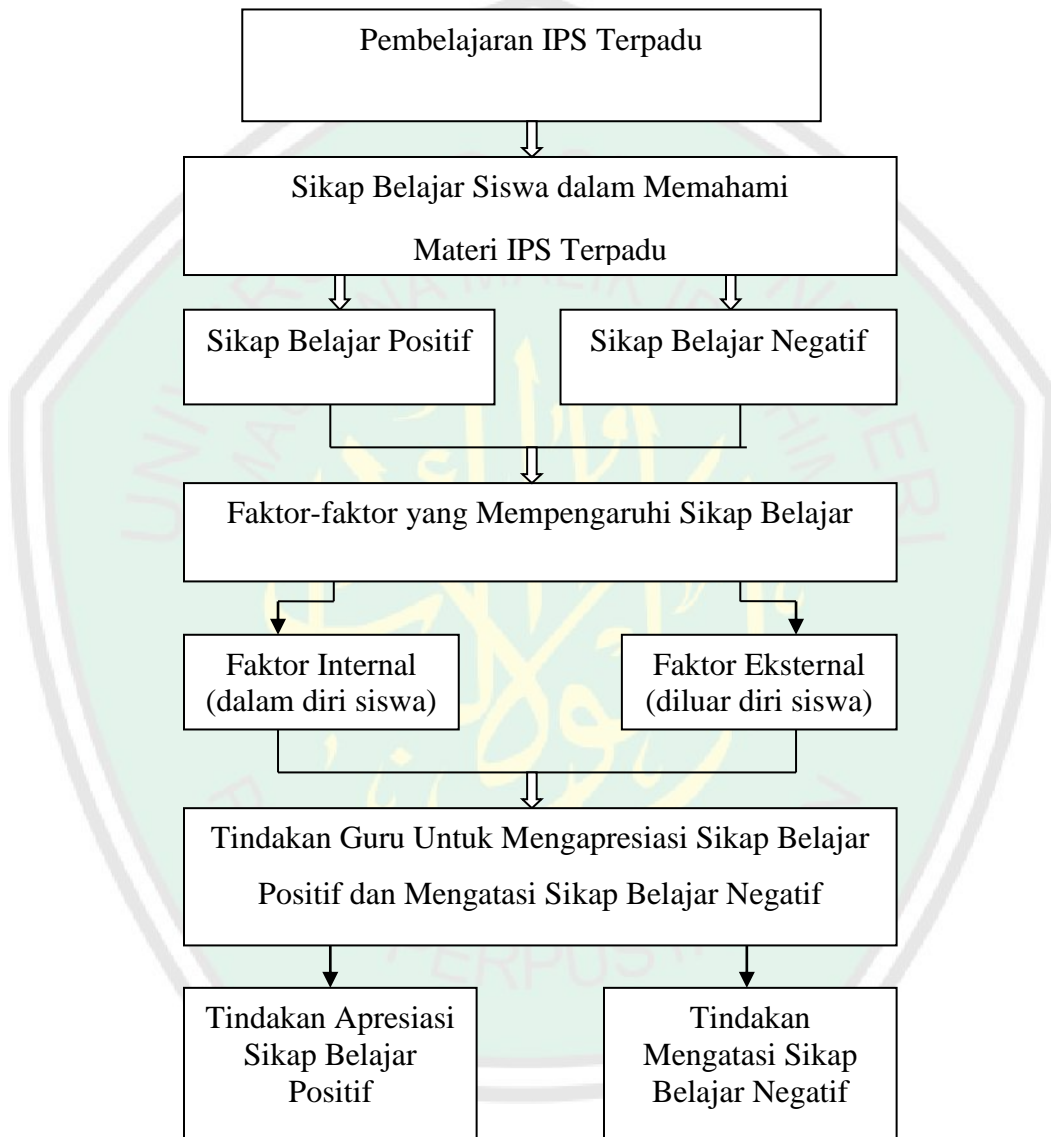 Pembelajaran IPS Terpadu
Sikap Belajar Siswa dalam Memahami
Materi IPS Terpadu
Sikap Belajar Positif
Sikap Belajar Negatif
Faktor-faktor yang Mempengaruhi Sikap Belajar
Faktor Internal
(dalam diri siswa)
Faktor Eksternal
(diluar diri siswa)
Tindakan Guru Untuk Mengapresiasi Sikap Belajar
Positif dan Mengatasi Sikap Belajar Negatif
Tindakan Apresiasi
Sikap Belajar
Positif
Tindakan
Mengatasi Sikap
Belajar Negatif